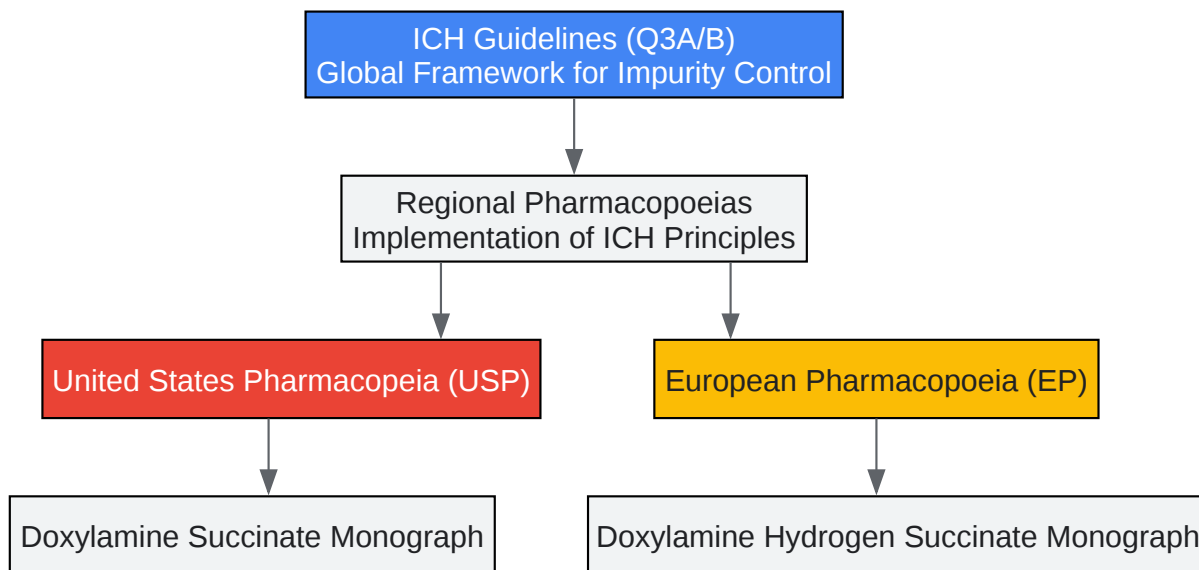 ICH Guidelines (Q3A/B)
Global Framework for Impurity Control
Regional Pharmacopoeias
Implementation of ICH Principles
United States Pharmacopeia (USP)
European Pharmacopoeia (EP)
Doxylamine Succinate Monograph
Doxylamine Hydrogen Succinate Monograph